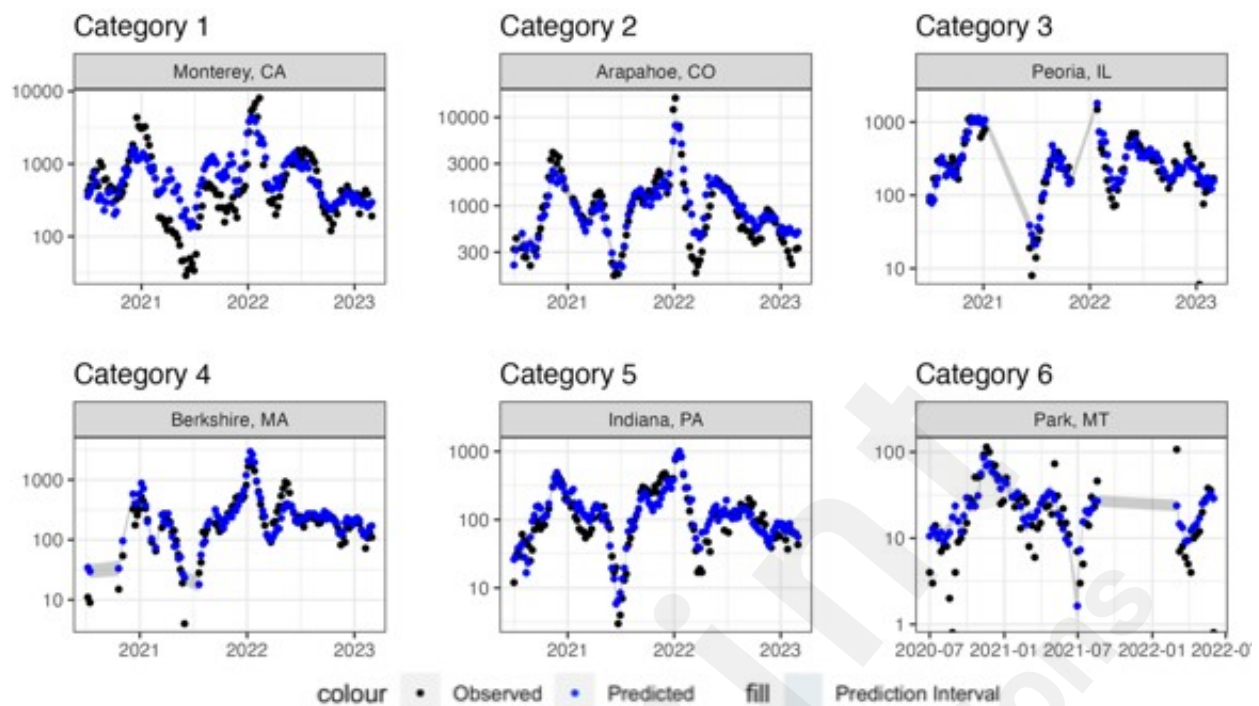 Category 1
Category 2
Category 3
Monterey, CA
Arapahoe, CO
Peoria, IL
10000
1000
100
10000
3000
1000
300
1000
100
10
2021
2022
2023
2021
2022
2023
2021
2022
2023
Category 4
Category 5
Category 6
Berkshire, MA
Indiana, PA
Park, MT
1000
100
10
1000
100
10
100
10
1
2021
2022
2023
2021
2022
2023
2020-07
2021-01
2021-07
2022-01
2022-0
colour
Observed
Predicted
fill
Prediction Interval